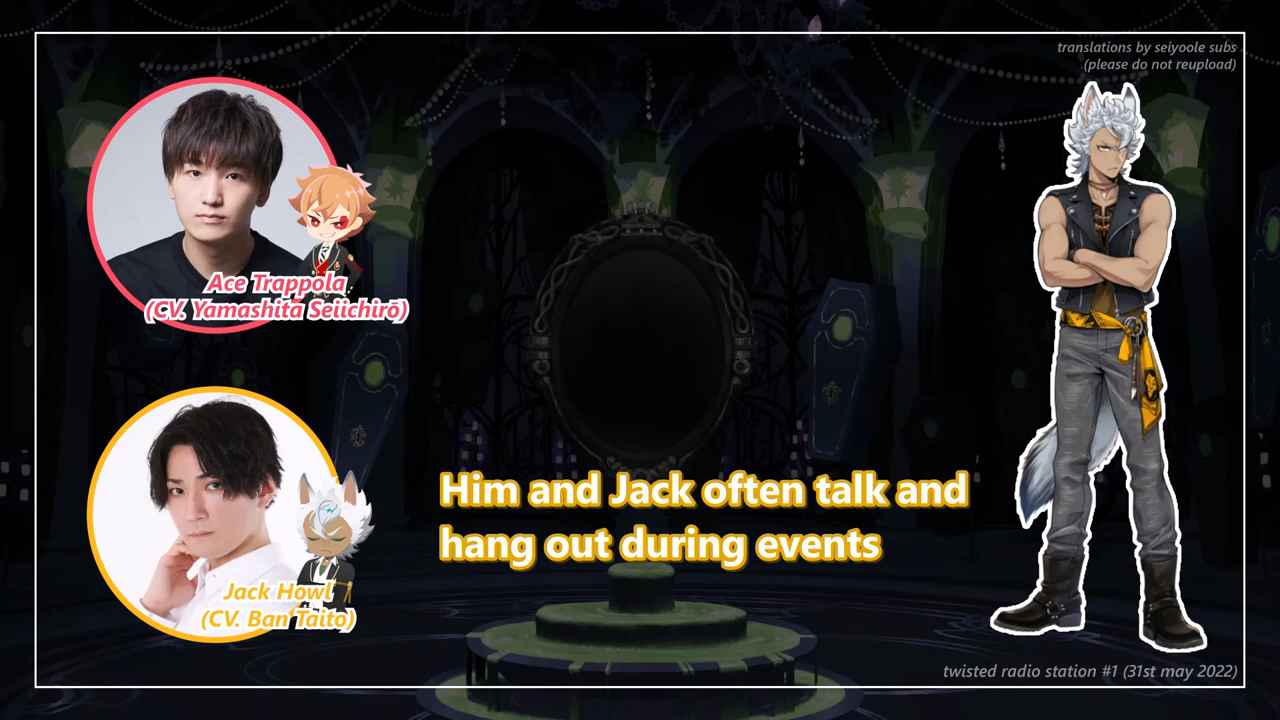 translations by seiyoole subs
(please do not reupload)
Ace Trappola
(CV. Yamashita Seiichirō)
Him and Jack often talk and
hang out during events
Jack Howl
(CV. Ban Taito)
twisted radio station #1 (31st may 2022)